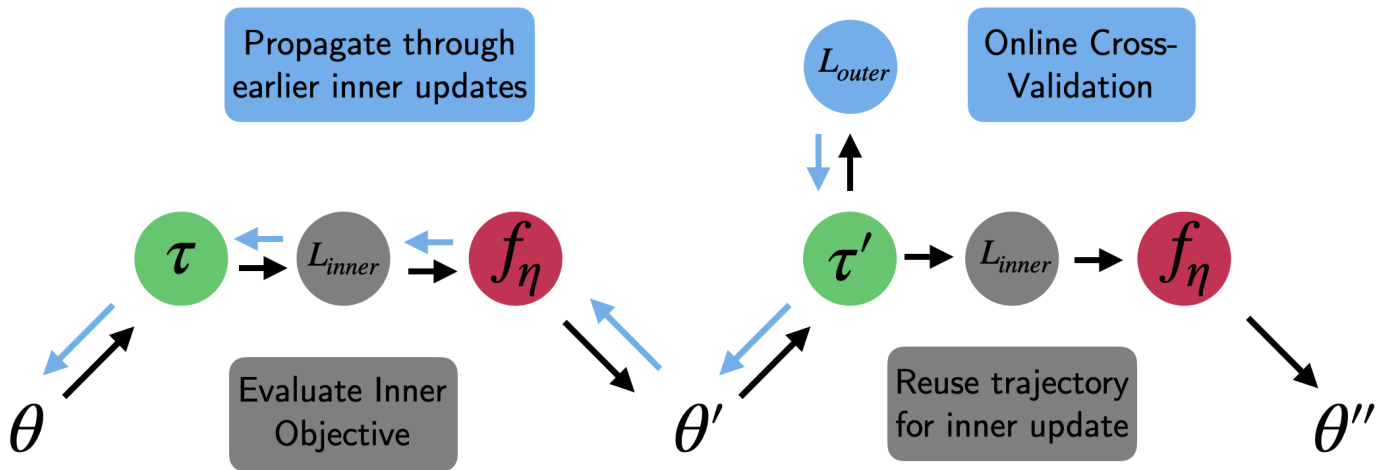 Propagate through
earlier inner updates
L_outer
Online Cross-
Validation
τ
L_inner
f_η
τ′
L_inner
f_η
θ
Evaluate Inner
Objective
θ′
Reuse trajectory
for inner update
θ″